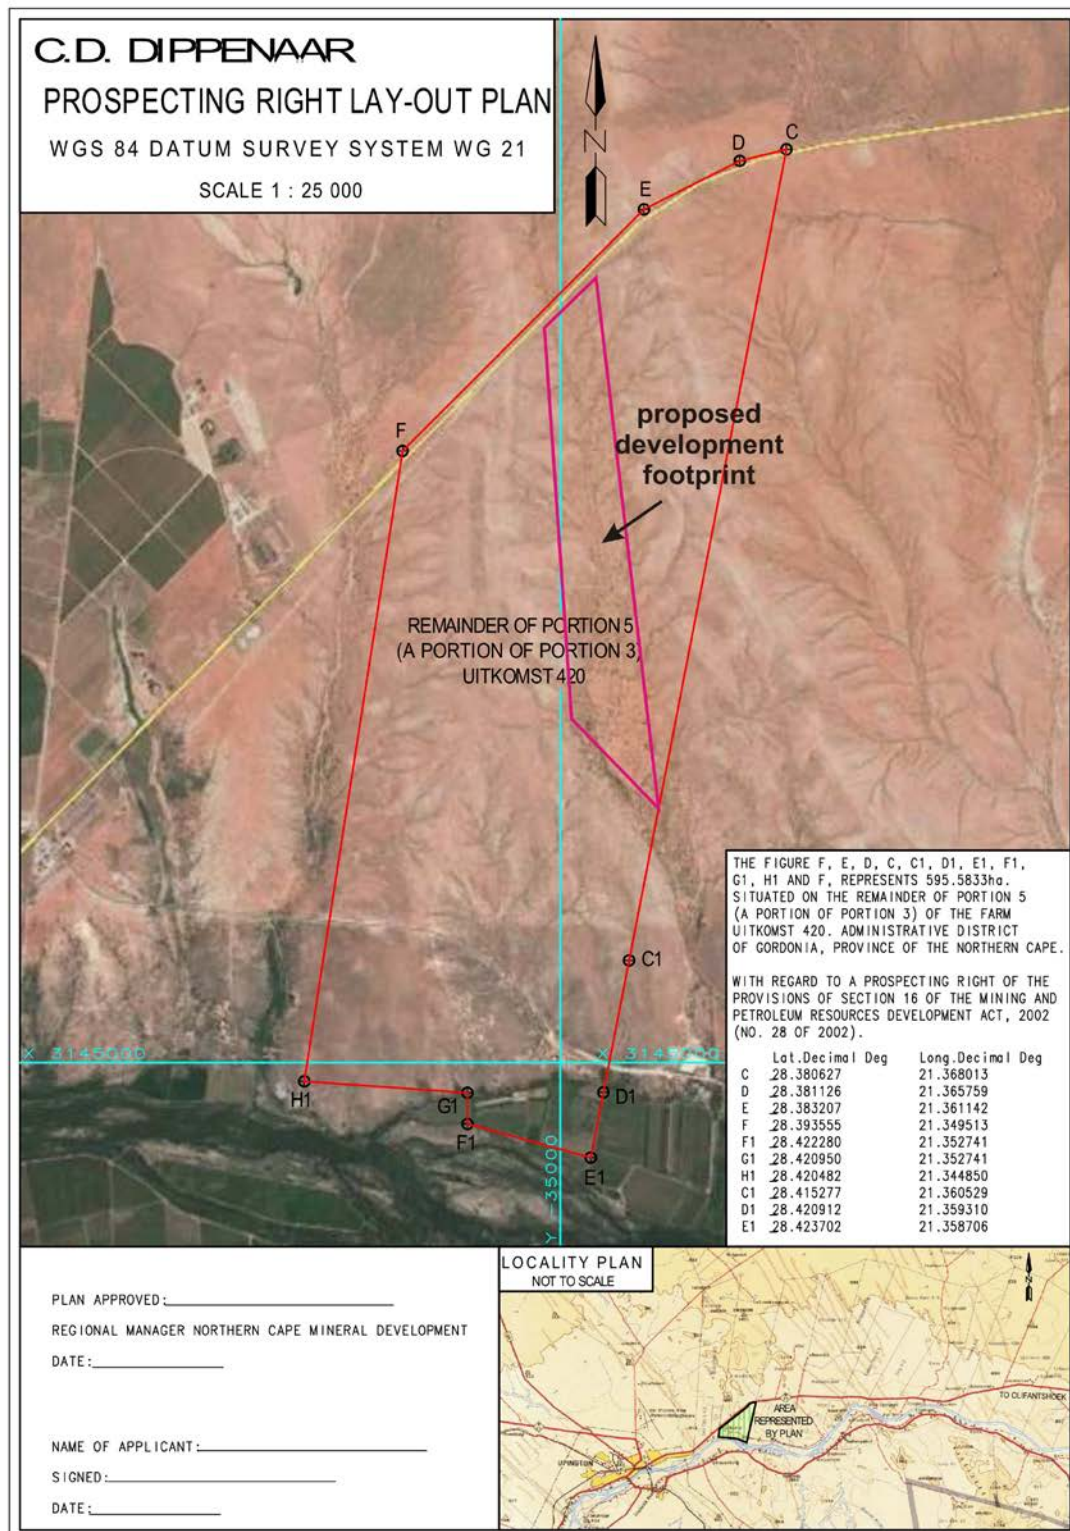 C.D. DIPPENAAR
PROSPECTING RIGHT LAY-OUT PLAN
WGS 84 DATUM SURVEY SYSTEM WG 21
SCALE 1 : 25 000
N
C
D
E
F
proposed
development
footprint
REMAINDER OF PORTION 5
(A PORTION OF PORTION 3)
UITKOMST 420
C1
X 3145000
X 3145000
H1
G1
D1
F1
E1
Y -35000
THE FIGURE F, E, D, C, C1, D1, E1, F1,
G1, H1 AND F, REPRESENTS 595.5833ha.
SITUATED ON THE REMAINDER OF PORTION 5
(A PORTION OF PORTION 3) OF THE FARM
UITKOMST 420. ADMINISTRATIVE DISTRICT
OF GORDONIA, PROVINCE OF THE NORTHERN CAPE.
WITH REGARD TO A PROSPECTING RIGHT OF THE
PROVISIONS OF SECTION 16 OF THE MINING AND
PETROLEUM RESOURCES DEVELOPMENT ACT, 2002
(NO. 28 OF 2002).
Lat.Decimal Deg Long.Decimal Deg
C -28.380627 21.368013
D -28.381126 21.365759
E -28.383207 21.361142
F -28.393555 21.349513
F1 -28.422280 21.352741
G1 -28.420950 21.352741
H1 -28.420482 21.344850
C1 -28.415277 21.360529
D1 -28.420912 21.359310
E1 -28.423702 21.358706
PLAN APPROVED:
REGIONAL MANAGER NORTHERN CAPE MINERAL DEVELOPMENT
DATE:
NAME OF APPLICANT:
SIGNED:
DATE:
LOCALITY PLAN
NOT TO SCALE
N
TO OLIFANTSHOEK
AREA
REPRESENTED
BY PLAN
UPINGTON